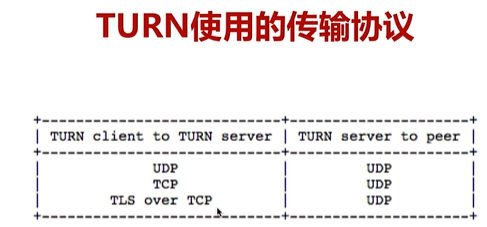 TURN使用的传输协议
TURN client to TURN server | TURN server to peer
UDP | UDP
TCP | UDP
TLS over TCP | UDP